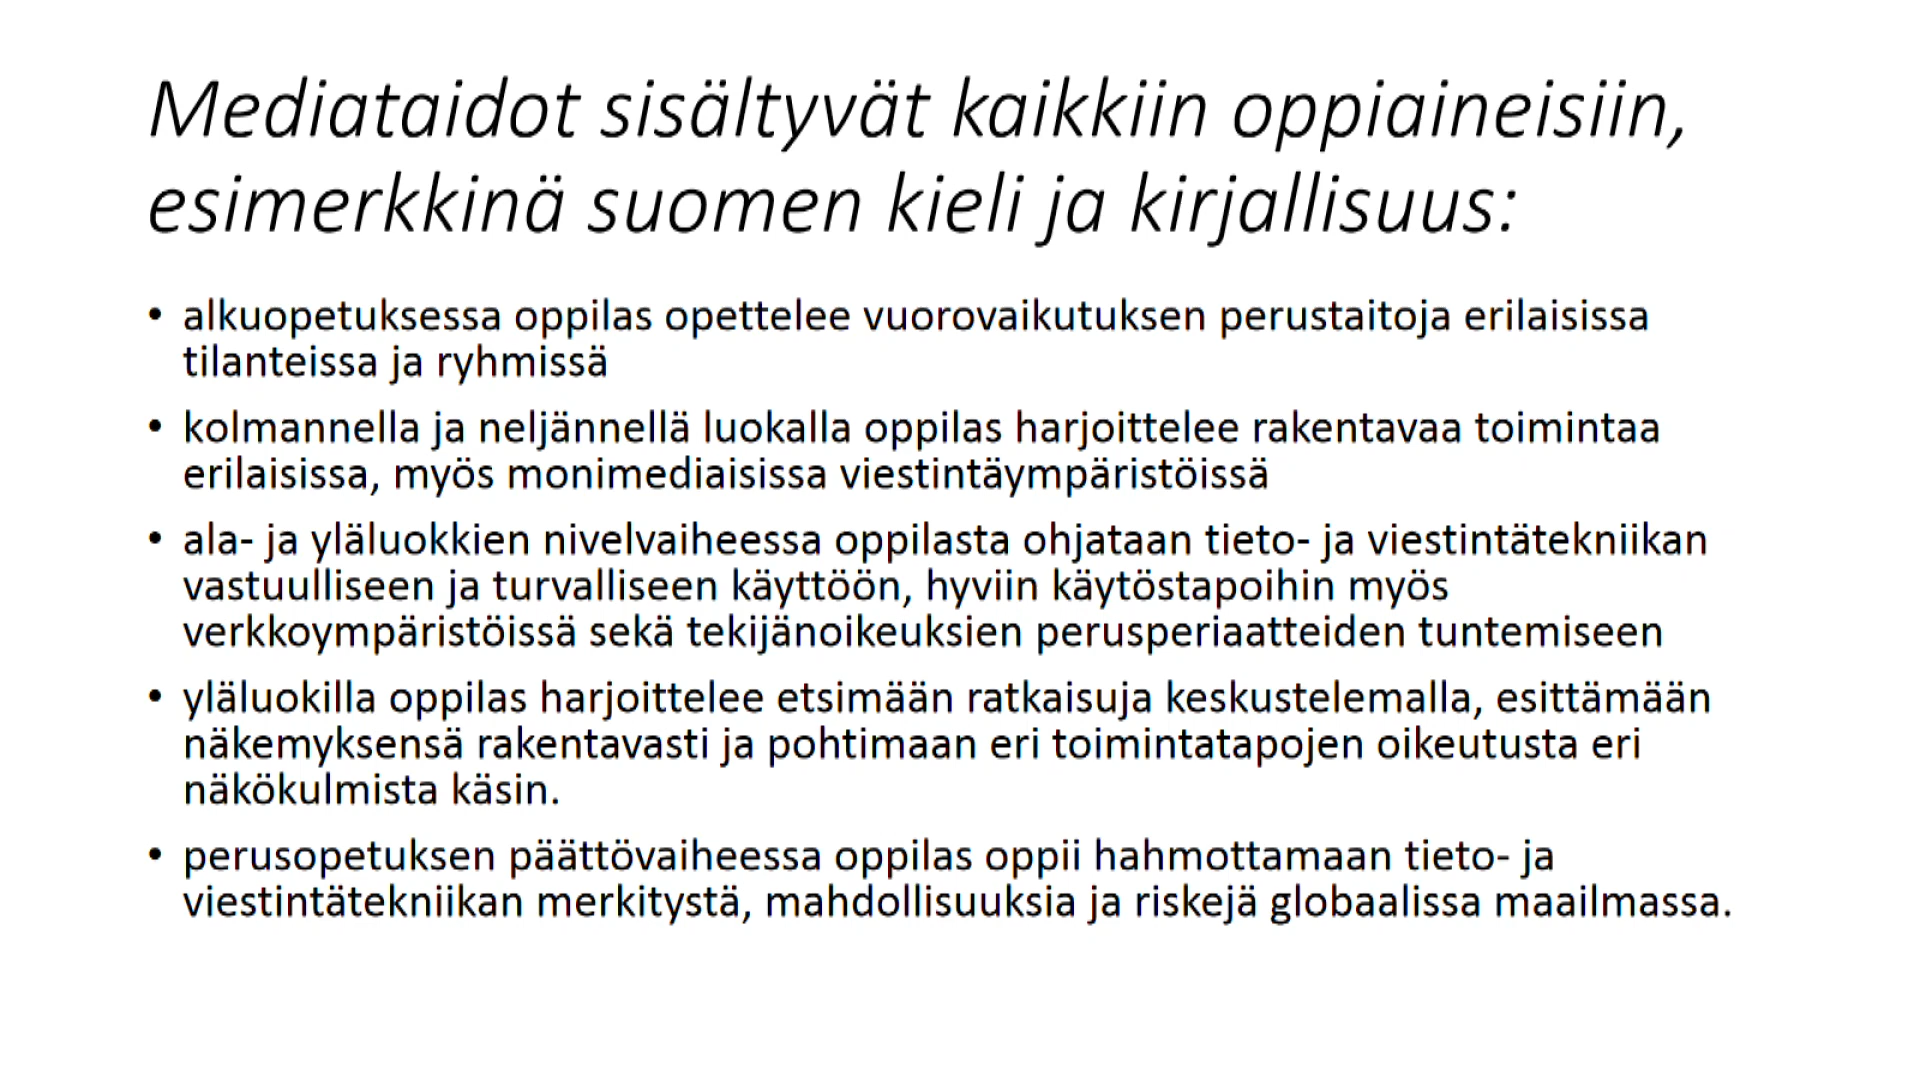 Mediataidot sisältyvät kaikkiin oppiaineisiin,
esimerkkinä suomen kieli ja kirjallisuus:
• alkuopetuksessa oppilas opettelee vuorovaikutuksen perustaitoja erilaisissa
tilanteissa ja ryhmissä
• kolmannella ja neljännellä luokalla oppilas harjoittelee rakentavaa toimintaa
erilaisissa, myös monimediaisissa viestintäympäristöissä
• ala- ja yläluokkien nivelvaiheessa oppilasta ohjataan tieto- ja viestintätekniikan
vastuulliseen ja turvalliseen käyttöön, hyviin käytöstapoihin myös
verkkoympäristöissä sekä tekijänoikeuksien perusperiaatteiden tuntemiseen
• yläluokilla oppilas harjoittelee etsimään ratkaisuja keskustelemalla, esittämään
näkemyksensä rakentavasti ja pohtimaan eri toimintatapojen oikeutusta eri
näkökulmista käsin.
• perusopetuksen päättövaiheessa oppilas oppii hahmottamaan tieto- ja
viestintätekniikan merkitystä, mahdollisuuksia ja riskejä globaalissa maailmassa.